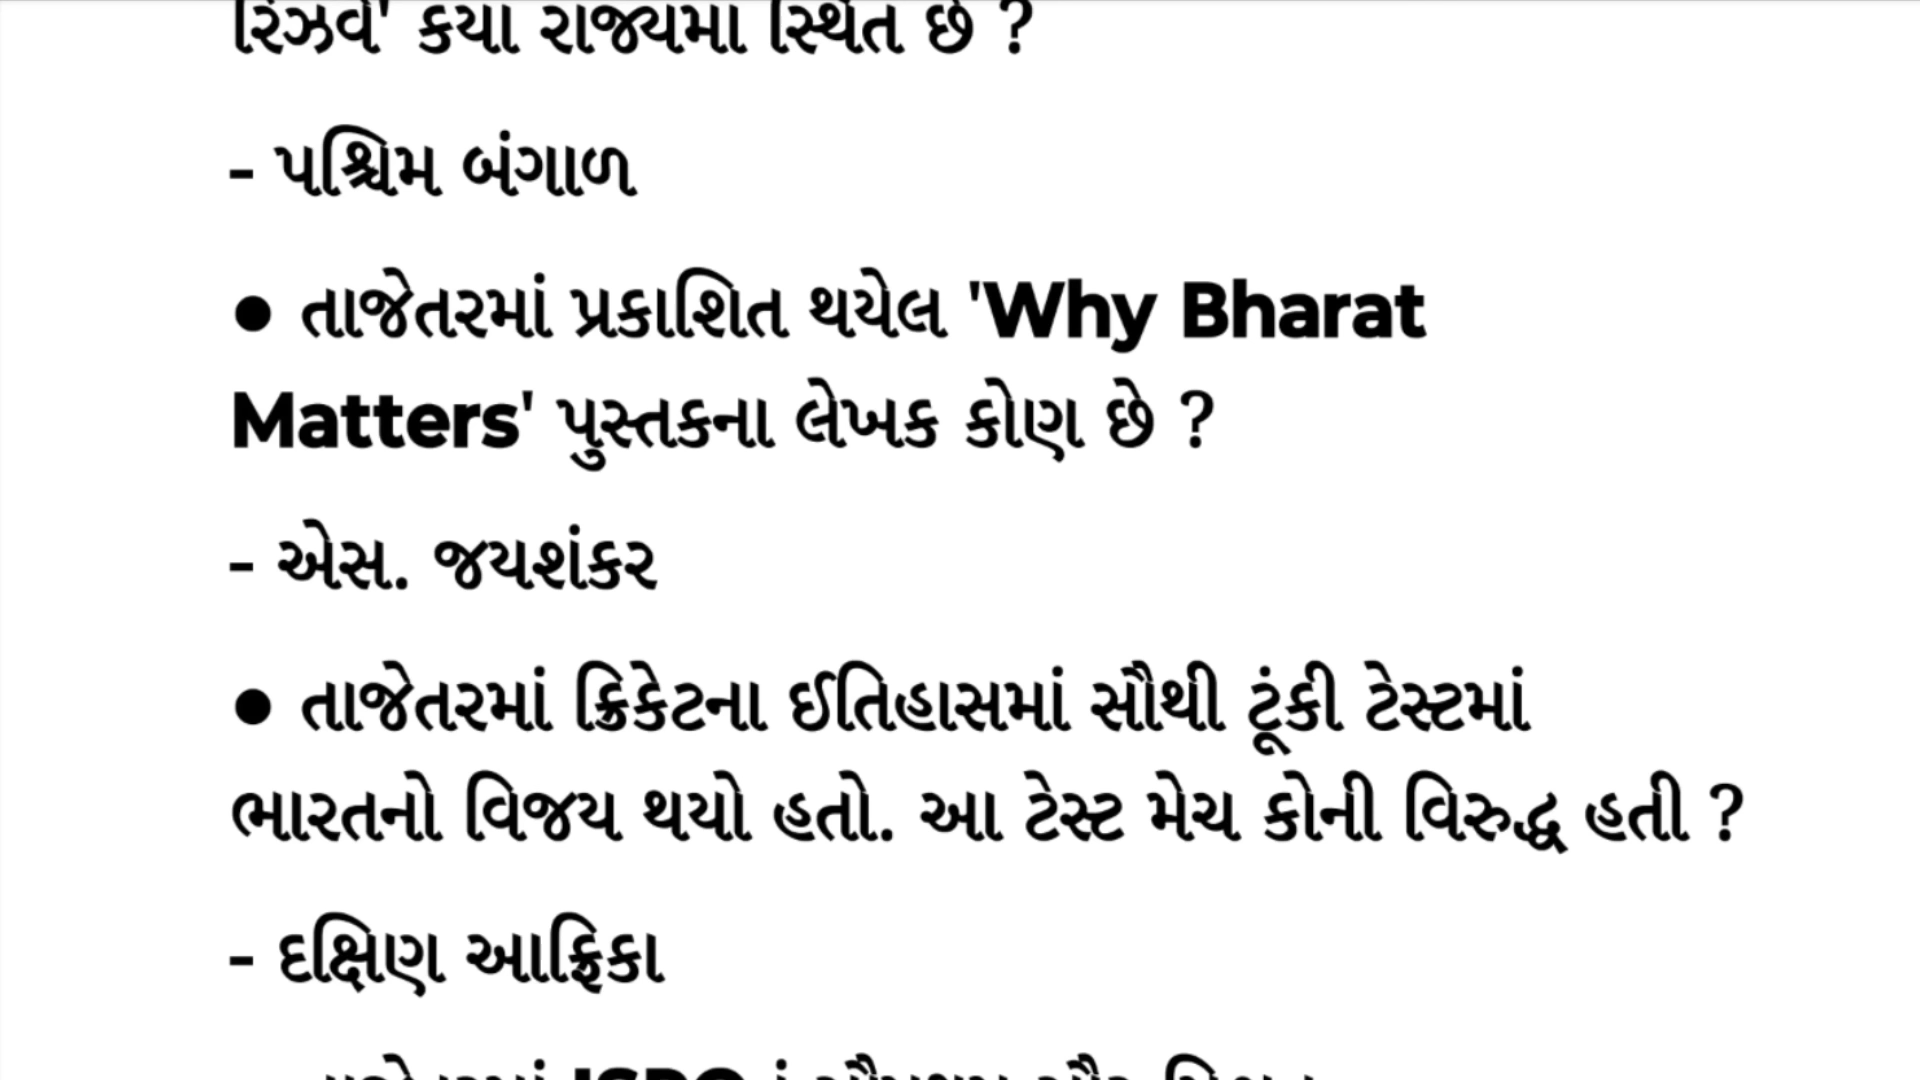 રિઝર્વ' કયા રાજ્યમાં સ્થિત છે ?
- પશ્ચિમ બંગાળ
● તાજેતરમાં પ્રકાશિત થયેલ 'Why Bharat
Matters' પુસ્તકના લેખક કોણ છે ?
- એસ. જયશંકર
● તાજેતરમાં ક્રિકેટના ઈતિહાસમાં સૌથી ટૂંકી ટેસ્ટમાં
ભારતનો વિજય થયો હતો. આ ટેસ્ટ મેચ કોની વિરુદ્ધ હતી ?
- દક્ષિણ આફ્રિકા